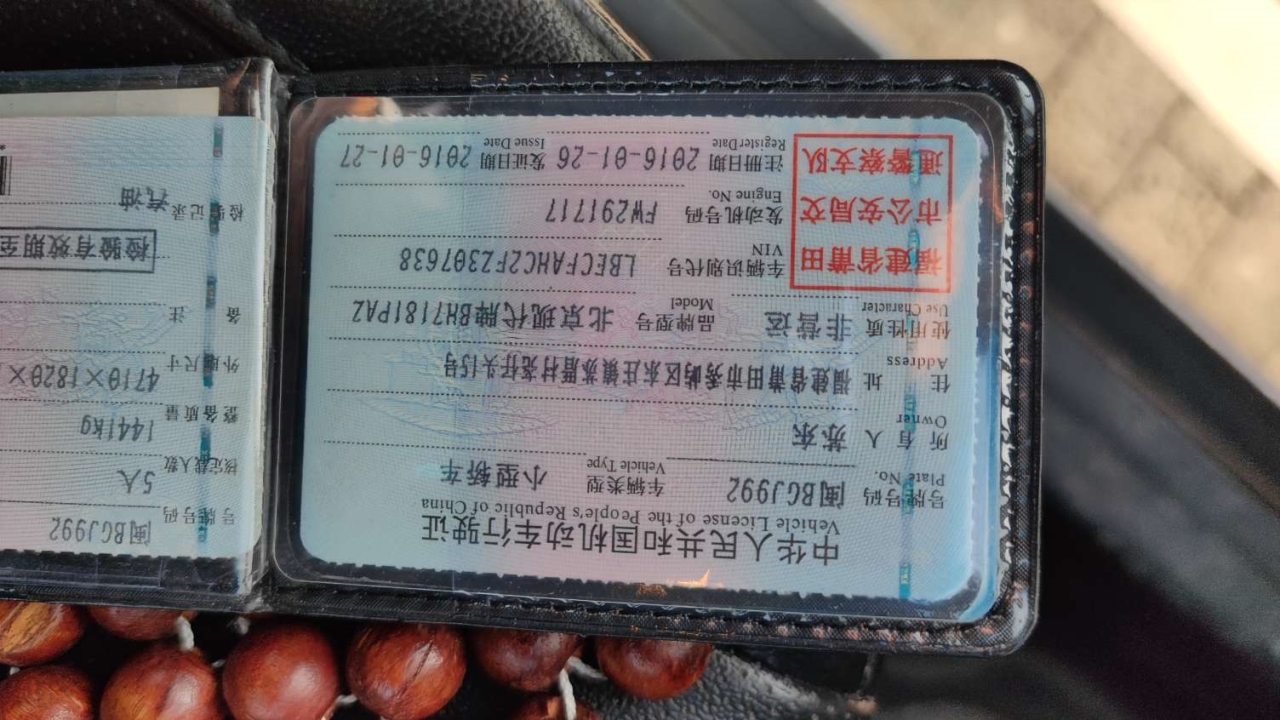 中华人民共和国机动车行驶证
Vehicle License of the People's Republic of China
号牌号码 Plate No. 闽BGJ992 车辆类型 Vehicle Type 小型轿车
所有人 Owner 苏东
住址 Address 福建省莆田市秀屿区东庄镇苏厝村壳仔头15号
使用性质 Use Character 非营运 品牌型号 Model 北京现代牌BH7181PAZ
福建省莆田
市公安局交
通警察支队
车辆识别代号 VIN LBECFAHC2FZ307638
发动机号码 Engine No. FW291717
注册日期 Register Date 2016-01-26 发证日期 Issue Date 2016-01-27
号牌号码 闽BGJ992
核定载人数 5人
整备质量 1441kg
外廓尺寸 4710×1820×
备注
检验有效期至
检验记录 汽油